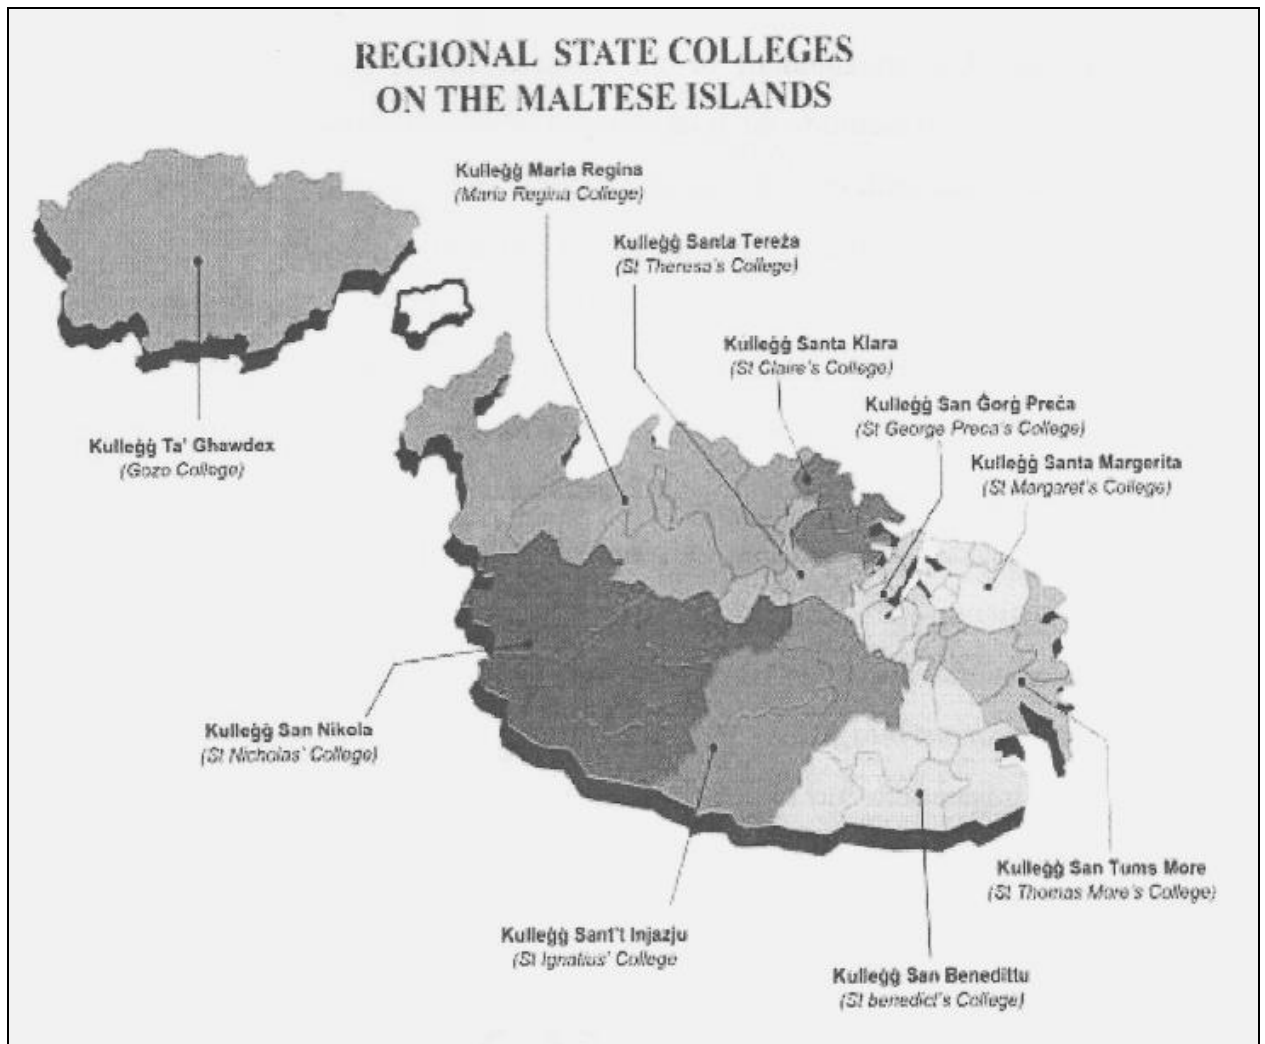 REGIONAL STATE COLLEGES
ON THE MALTESE ISLANDS
Kulleġġ Maria Regina
(Maria Regina College)
Kulleġġ Santa Tereża
(St Theresa's College)
Kulleġġ Santa Klara
(St Claire's College)
Kulleġġ San Ġorġ Preċa
(St George Preca's College)
Kulleġġ Santa Margerita
(St Margaret's College)
Kulleġġ Ta' Ghawdex
(Gozo College)
Kulleġġ San Nikola
(St Nicholas' College)
Kulleġġ San Tums More
(St Thomas More's College)
Kulleġġ Sant't Injazju
(St Ignatius' College
Kulleġġ San Benedittu
(St benedict's College)